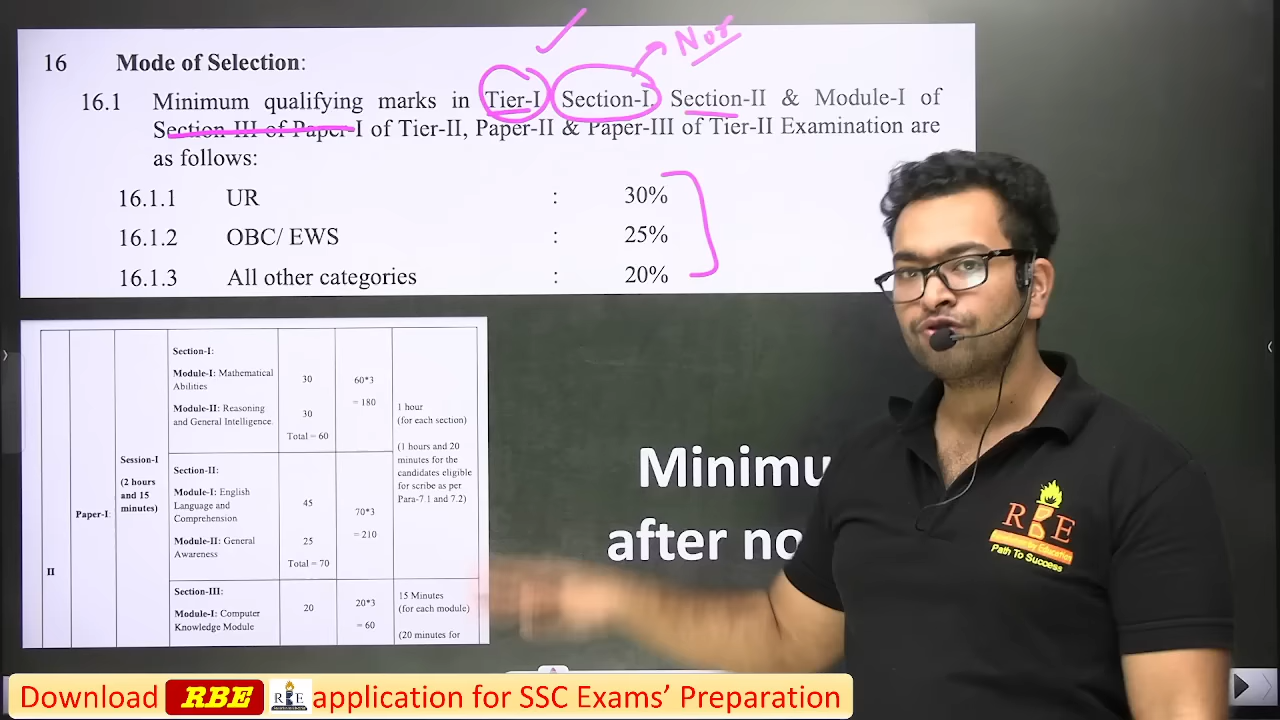 Nor
16 Mode of Selection:
16.1 Minimum qualifying marks in Tier-I, Section-I, Section-II & Module-I of
Section-III of Paper-I of Tier-II, Paper-II & Paper-III of Tier-II Examination are
as follows:
16.1.1 UR : 30%
16.1.2 OBC/ EWS : 25%
16.1.3 All other categories : 20%
II
Paper-I:
Session-I
(2 hours
and 15
minutes)
Section-I:
Module-I: Mathematical
Abilities
Module-II: Reasoning
and General Intelligence.
30
30
Total = 60
60*3
= 180
1 hour
(for each section)
(1 hours and 20
minutes for the
candidates eligible
for scribe as per
Para-7.1 and 7.2)
Section-II:
Module-I: English
Language and
Comprehension
Module-II: General
Awareness
45
25
Total = 70
70*3
= 210
Section-III:
Module-I: Computer
Knowledge Module
20
20*3
= 60
15 Minutes
(for each module)
(20 minutes for
Minimu
after no
RBE
Revolution by Education
Path To Success
Download RBE RBE application for SSC Exams’ Preparation